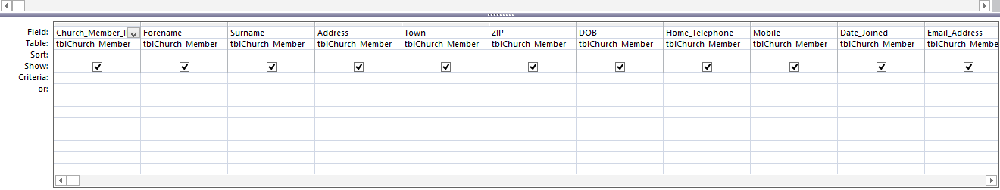 Field: Church_Member_I Forename Surname Address Town ZIP DOB Home_Telephone Mobile Date_Joined Email_Address
Table: tblChurch_Member tblChurch_Member tblChurch_Member tblChurch_Member tblChurch_Member tblChurch_Member tblChurch_Member tblChurch_Member tblChurch_Member tblChurch_Member tblChurch_Membe
Sort:
Show:
Criteria:
or: